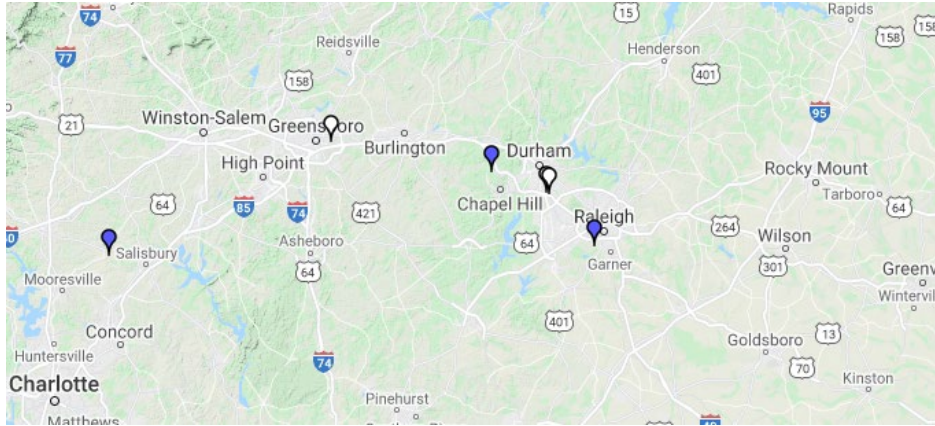 74
15
Rapids
158
158
77
Reidsville
Henderson
158
401
95
21
Winston-Salem
Greensboro
Burlington
Durham
High Point
Rocky Mount
Tarboro
64
85
74
421
Chapel Hill
Raleigh
264
64
Wilson
Asheboro
64
Salisbury
64
Garner
301
Mooresville
Greenv
Wintervil
401
Concord
Huntersville
74
Goldsboro
13
70
Kinston
Charlotte
Pinehurst
Matthews